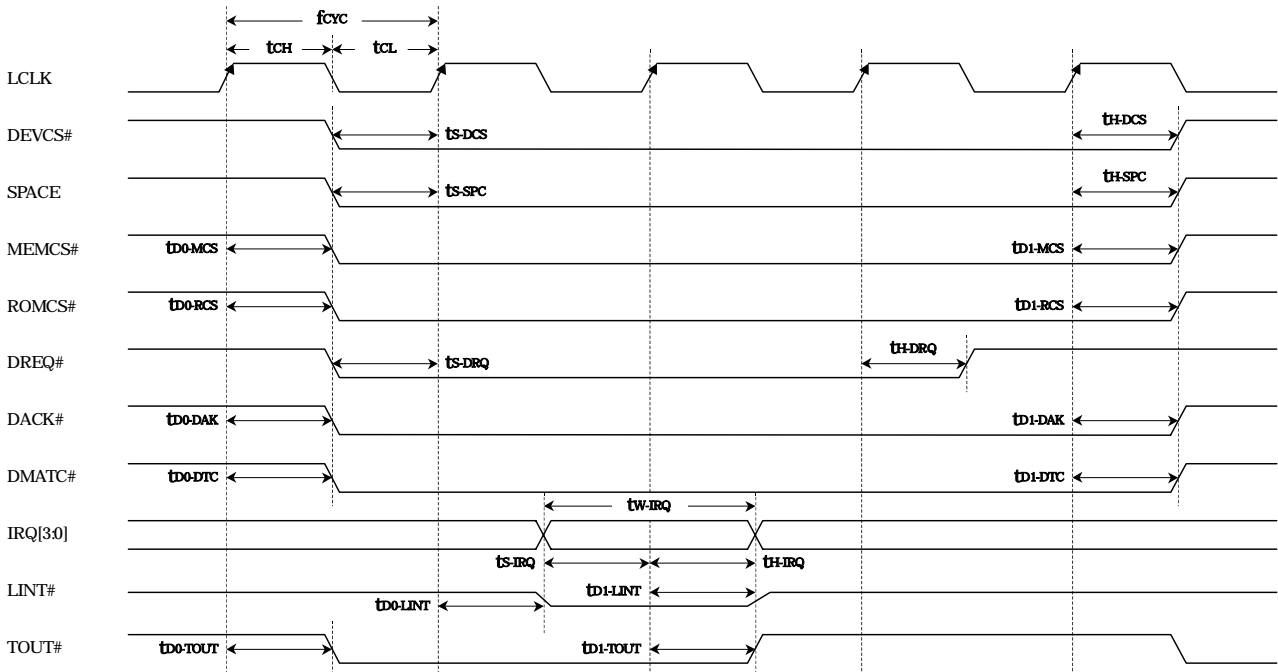 fCYC
tCH tCL
LCLK
DEVCS# tS-DCS tH-DCS
SPACE tS-SPC tH-SPC
MEMCS# tD0-MCS tD1-MCS
ROMCS# tD0-RCS tD1-RCS
DREQ# tS-DRQ tH-DRQ
DACK# tD0-DAK tD1-DAK
DMATC# tD0-DTC tD1-DTC
tW-IRQ
IRQ[3:0]
tS-IRQ tH-IRQ
LINT# tD1-LINT
tD0-LINT
TOUT# tD0-TOUT tD1-TOUT